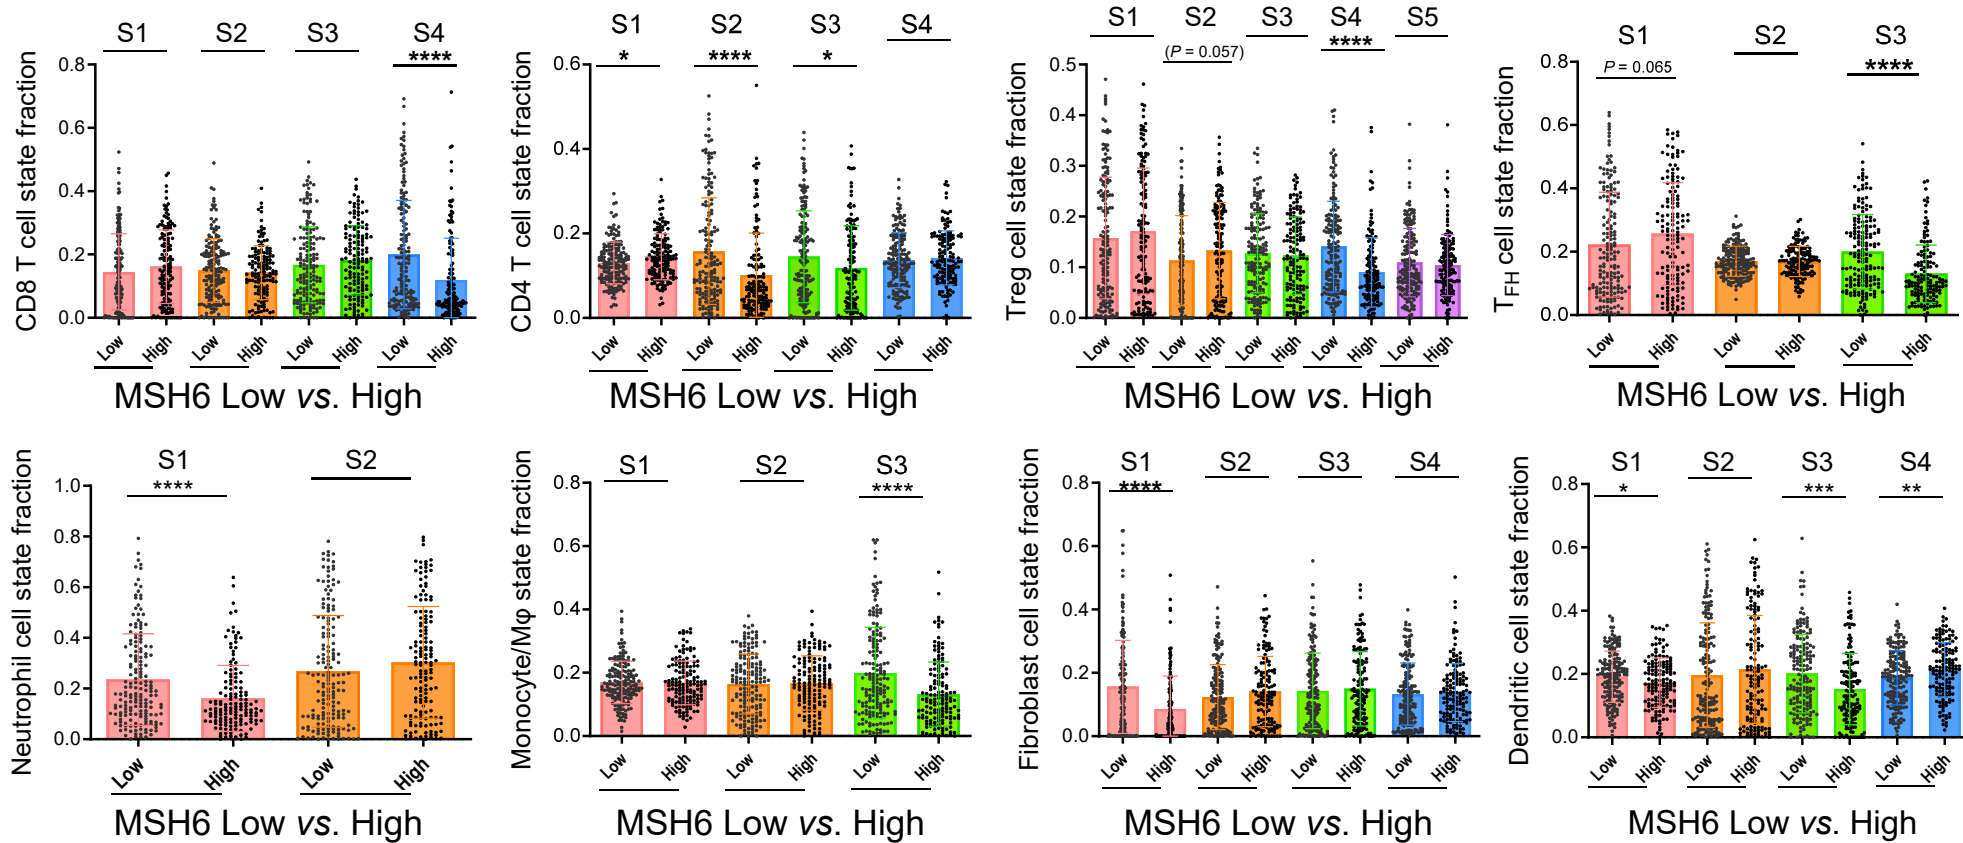 S1 S2 S3 S4
****
CD8 T cell state fraction
0.8
0.6
0.4
0.2
0.0
Low High Low High Low High Low High
MSH6 Low vs. High
S1 S2 S3 S4
* **** *
CD4 T cell state fraction
0.6
0.4
0.2
0.0
Low High Low High Low High Low High
MSH6 Low vs. High
S1 S2 S3 S4 S5
(P = 0.057) ****
Treg cell state fraction
0.5
0.4
0.3
0.2
0.1
0.0
Low High Low High Low High Low High Low High
MSH6 Low vs. High
S1 S2 S3
P = 0.065 ****
TFH cell state fraction
0.8
0.6
0.4
0.2
0.0
Low High Low High Low High
MSH6 Low vs. High
S1 S2
****
Neutrophil cell state fraction
1.0
0.8
0.6
0.4
0.2
0.0
Low High Low High
MSH6 Low vs. High
S1 S2 S3
****
Monocyte/Mφ state fraction
0.8
0.6
0.4
0.2
0.0
Low High Low High Low High
MSH6 Low vs. High
S1 S2 S3 S4
****
Fibroblast cell state fraction
0.8
0.6
0.4
0.2
0.0
Low High Low High Low High Low High
MSH6 Low vs. High
S1 S2 S3 S4
* *** **
Dendritic cell state fraction
0.8
0.6
0.4
0.2
0.0
Low High Low High Low High Low High
MSH6 Low vs. High